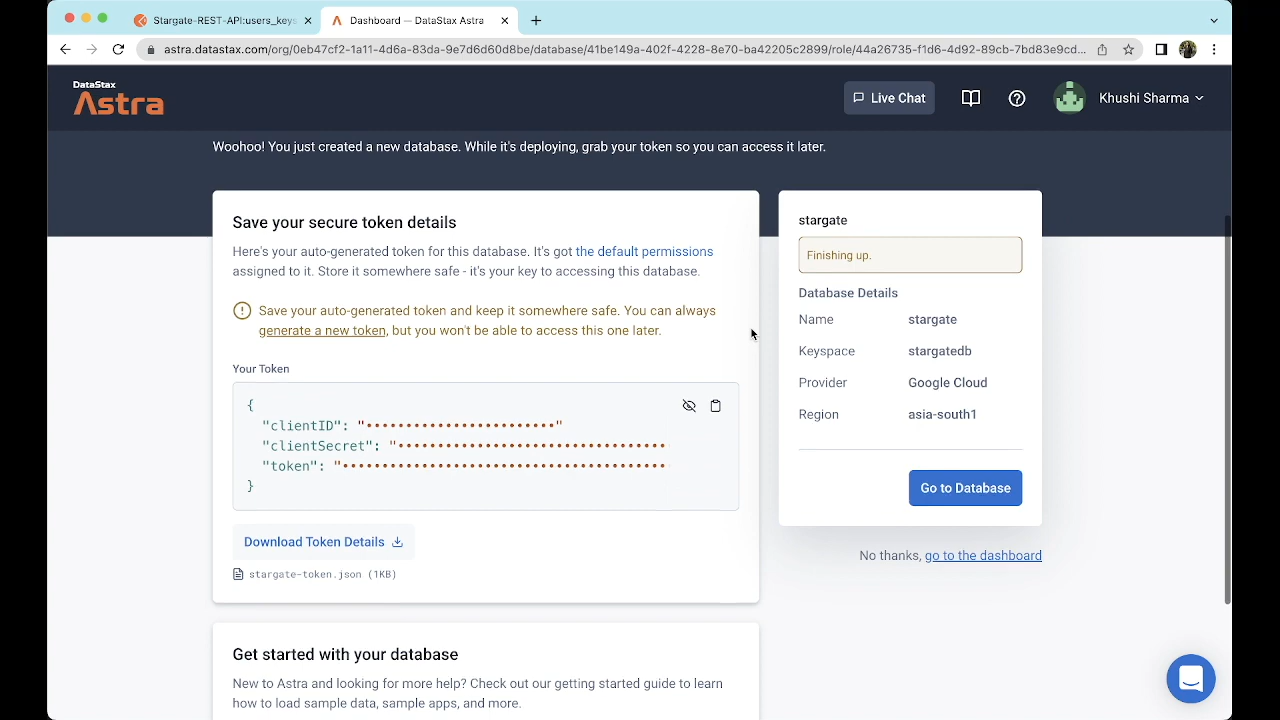 Stargate-REST-API:users_keys
Dashboard — DataStax Astra
astra.datastax.com/org/0eb47cf2-1a11-4d6a-83da-9e7d6d60d8be/database/41be149a-402f-4228-8e70-ba42205c2899/role/44a26735-f1d6-4d92-89cb-7bd83e9cd...
DataStax
Astra
Live Chat
Khushi Sharma
Woohoo! You just created a new database. While it's deploying, grab your token so you can access it later.
Save your secure token details
Here's your auto-generated token for this database. It's got the default permissions
assigned to it. Store it somewhere safe - it's your key to accessing this database.
Save your auto-generated token and keep it somewhere safe. You can always
generate a new token, but you won't be able to access this one later.
Your Token
{
"clientID": "•••••••••••••••••••••••"
"clientSecret": "•••••••••••••••••••••••••••••••••
"token": "••••••••••••••••••••••••••••••••••••••••
}
Download Token Details
stargate-token.json (1KB)
Get started with your database
New to Astra and looking for more help? Check out our getting started guide to learn
how to load sample data, sample apps, and more.
stargate
Finishing up.
Database Details
Name stargate
Keyspace stargatedb
Provider Google Cloud
Region asia-south1
Go to Database
No thanks, go to the dashboard